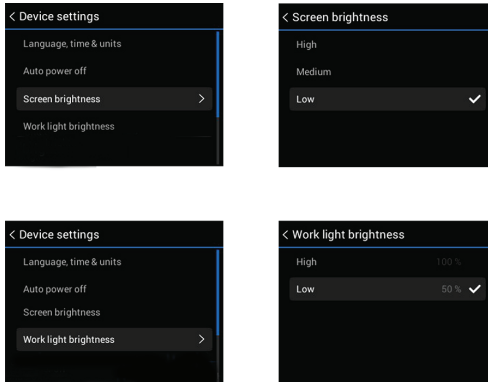 < Device settings
Language, time & units
Auto power off
Screen brightness >
Work light brightness
< Screen brightness
High
Medium
Low
< Device settings
Language, time & units
Auto power off
Screen brightness
Work light brightness >
< Work light brightness
High 100 %
Low 50 %